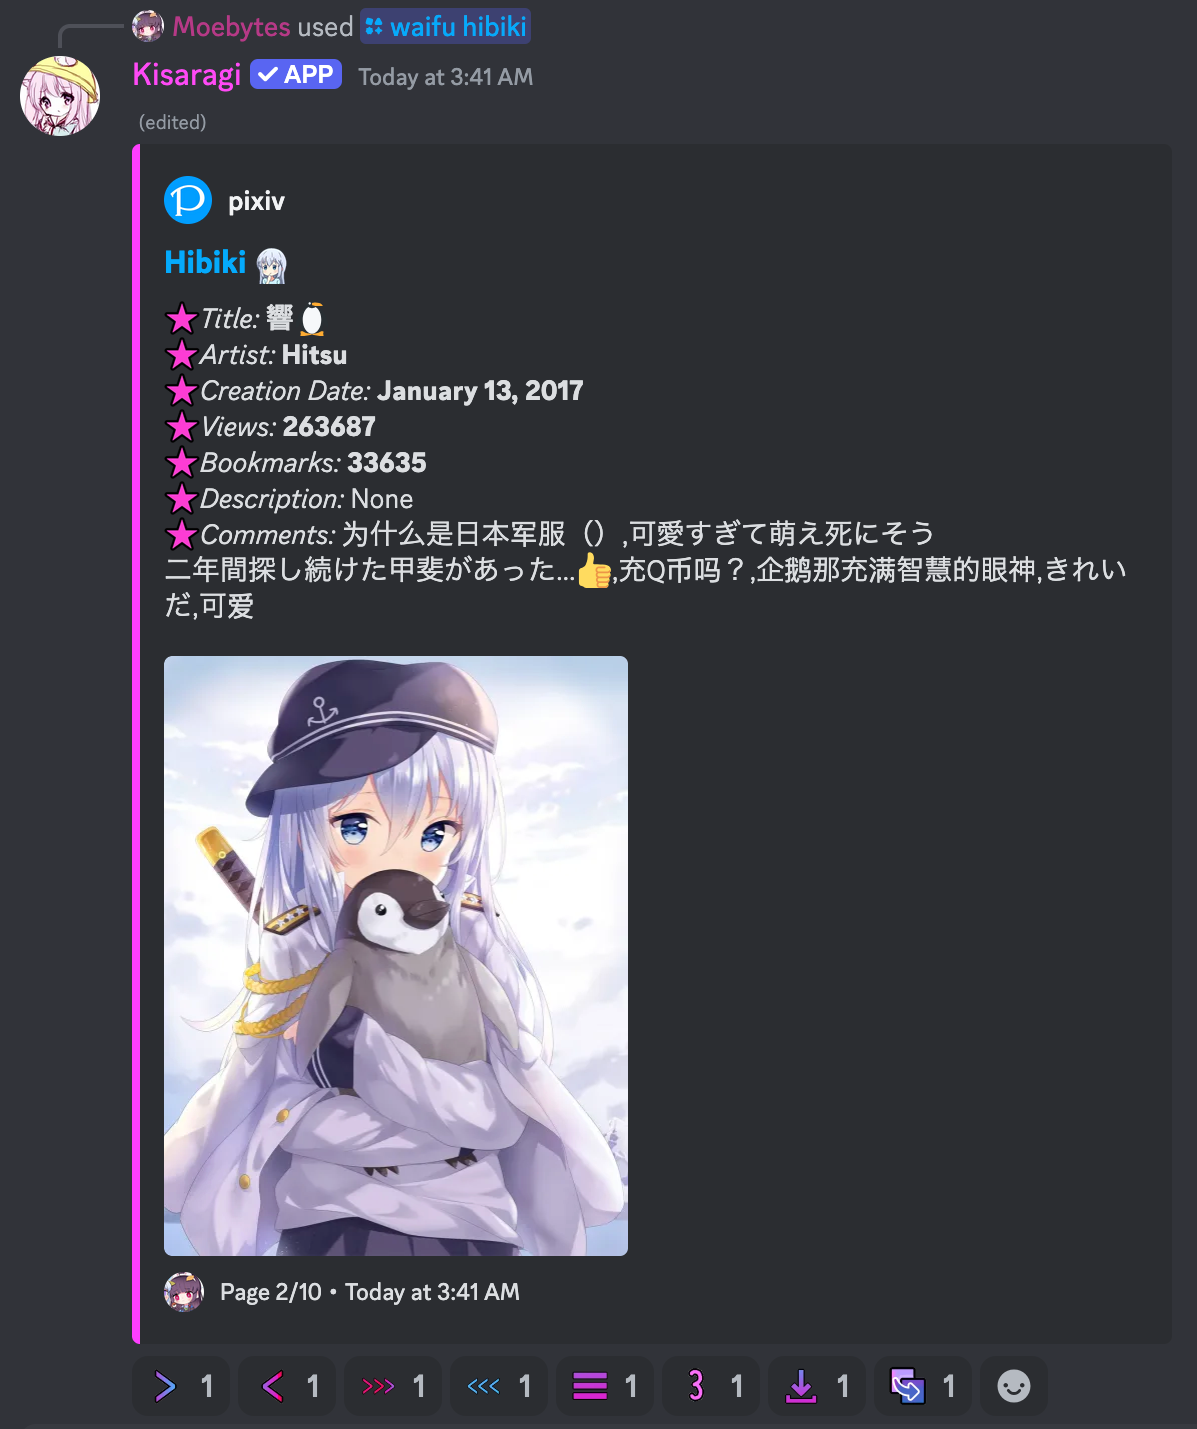 Moebytes used waifu hibiki
Kisaragi APP Today at 3:41 AM
(edited)
pixiv
Hibiki
Title: 響🐧
Artist: Hitsu
Creation Date: January 13, 2017
Views: 263687
Bookmarks: 33635
Description: None
Comments: 为什么是日本军服（）,可愛すぎて萌え死にそう
二年間探し続けた甲斐があった...👍,充Q币吗？,企鹅那充满智慧的眼神,きれい
だ,可爱
Page 2/10 • Today at 3:41 AM
1 1 1 1 1 3 1 1 1